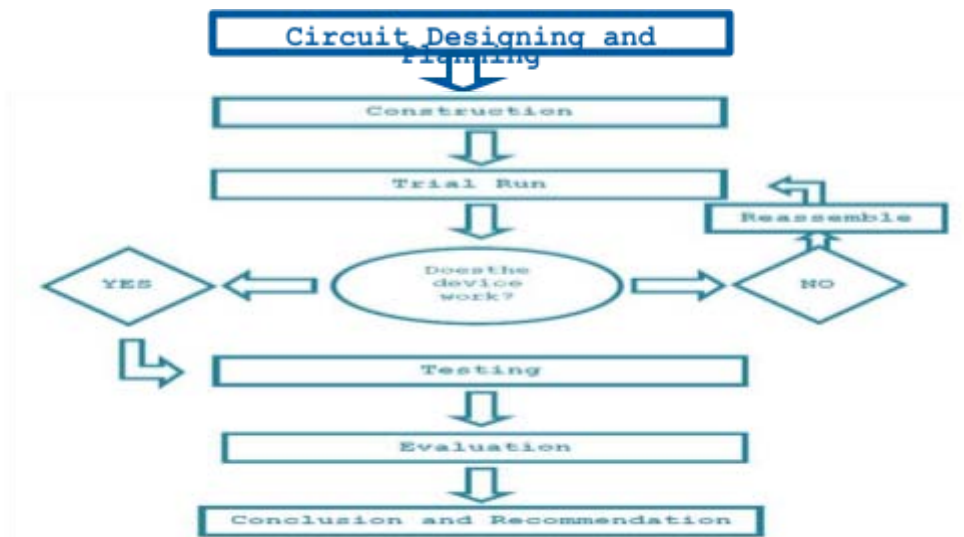 Circuit Designing and
Planning
Construction
Trial Run
Reassemble
Doesthe
device
work?
YES
NO
Testing
Evaluation
Conclusion and Recommendation